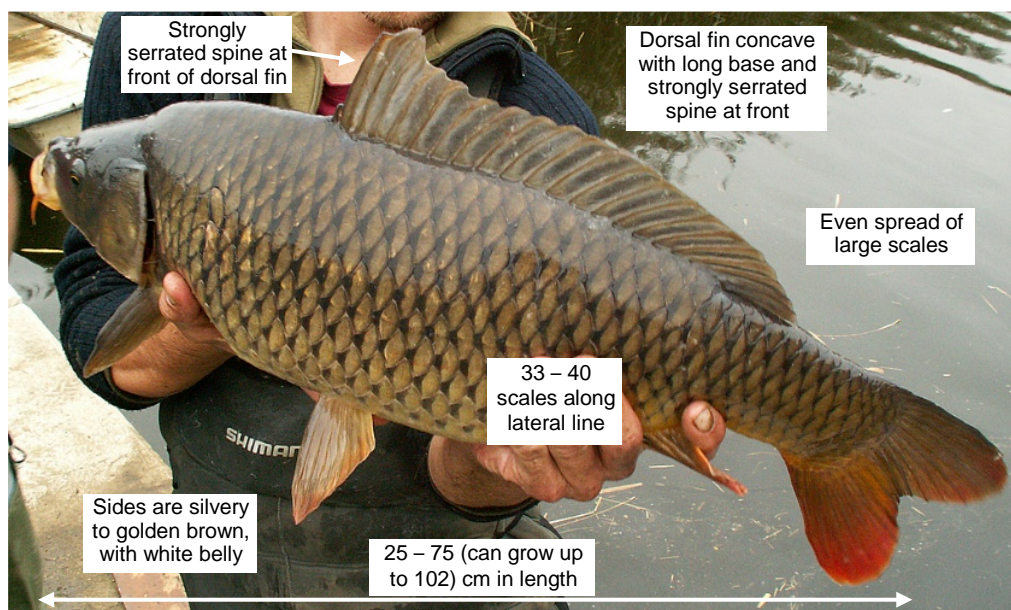 Strongly
serrated spine at
front of dorsal fin
Dorsal fin concave
with long base and
strongly serrated
spine at front
Even spread of
large scales
33 – 40
scales along
lateral line
SHIMAN
Sides are silvery
to golden brown,
with white belly
25 – 75 (can grow up
to 102) cm in length